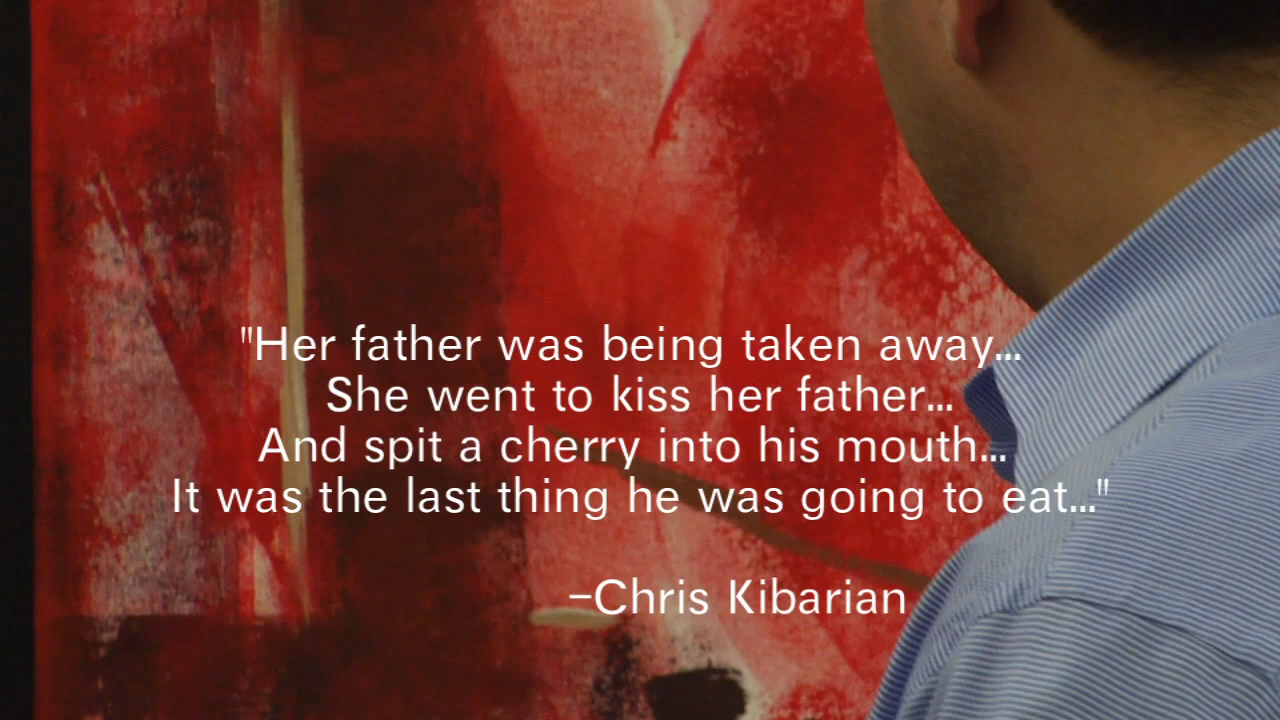 "Her father was being taken away...
She went to kiss her father...
And spit a cherry into his mouth...
It was the last thing he was going to eat..."
-Chris Kibarian